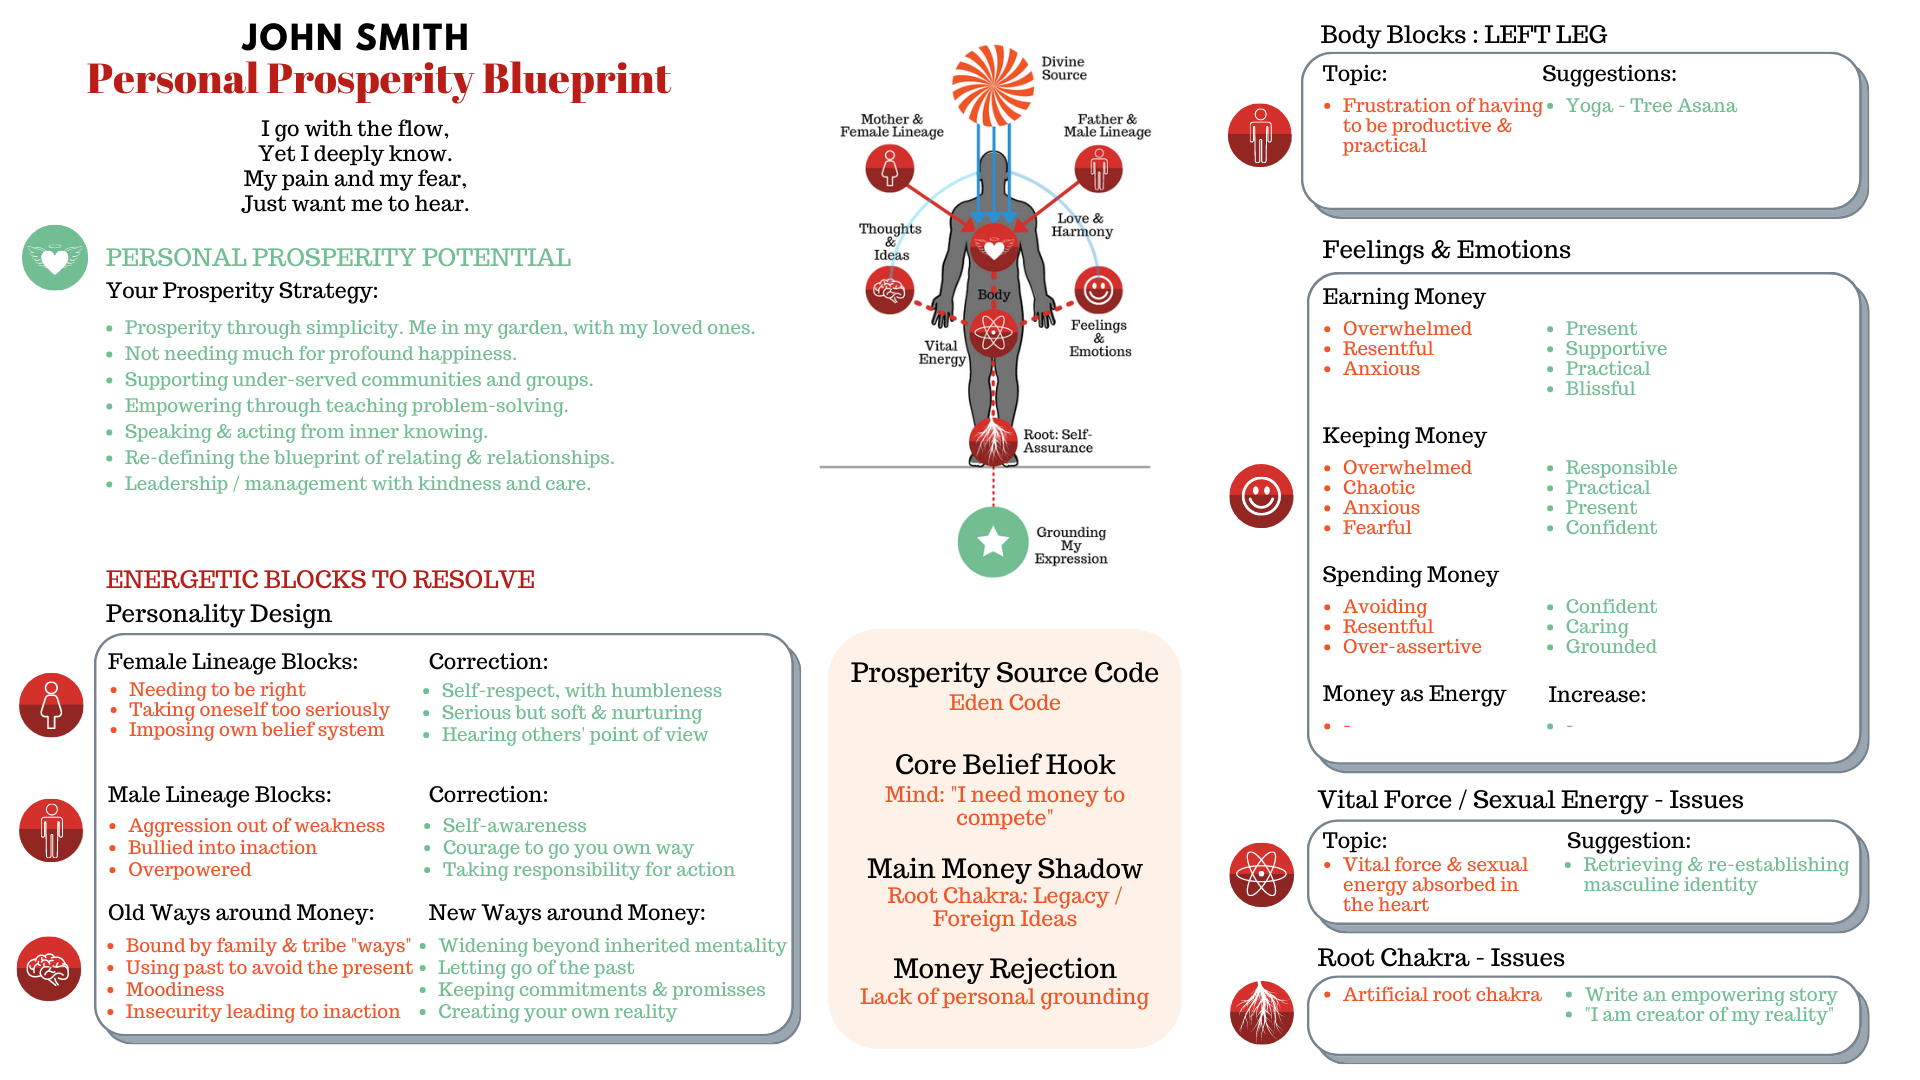 JOHN SMITH
Personal Prosperity Blueprint
I go with the flow,
Yet I deeply know.
My pain and my fear,
Just want me to hear.
PERSONAL PROSPERITY POTENTIAL
Your Prosperity Strategy:
• Prosperity through simplicity. Me in my garden, with my loved ones.
• Not needing much for profound happiness.
• Supporting under-served communities and groups.
• Empowering through teaching problem-solving.
• Speaking & acting from inner knowing.
• Re-defining the blueprint of relating & relationships.
• Leadership / management with kindness and care.
ENERGETIC BLOCKS TO RESOLVE
Personality Design
Female Lineage Blocks:
• Needing to be right
• Taking oneself too seriously
• Imposing own belief system
Correction:
• Self-respect, with humbleness
• Serious but soft & nurturing
• Hearing others' point of view
Male Lineage Blocks:
• Aggression out of weakness
• Bullied into inaction
• Overpowered
Correction:
• Self-awareness
• Courage to go you own way
• Taking responsibility for action
Old Ways around Money:
• Bound by family & tribe "ways"
• Using past to avoid the present
• Moodiness
• Insecurity leading to inaction
New Ways around Money:
• Widening beyond inherited mentality
• Letting go of the past
• Keeping commitments & promisses
• Creating your own reality
Divine
Source
Mother &
Female Lineage
Father &
Male Lineage
Thoughts
&
Ideas
Love &
Harmony
Body
Vital
Energy
Feelings
&
Emotions
Root: Self-
Assurance
Grounding
My
Expression
Prosperity Source Code
Eden Code
Core Belief Hook
Mind: "I need money to
compete"
Main Money Shadow
Root Chakra: Legacy /
Foreign Ideas
Money Rejection
Lack of personal grounding
Body Blocks : LEFT LEG
Topic:
• Frustration of having
to be productive &
practical
Suggestions:
• Yoga - Tree Asana
Feelings & Emotions
Earning Money
• Overwhelmed
• Resentful
• Anxious
• Present
• Supportive
• Practical
• Blissful
Keeping Money
• Overwhelmed
• Chaotic
• Anxious
• Fearful
• Responsible
• Practical
• Present
• Confident
Spending Money
• Avoiding
• Resentful
• Over-assertive
• Confident
• Caring
• Grounded
Money as Energy
• -
Increase:
• -
Vital Force / Sexual Energy - Issues
Topic:
• Vital force & sexual
energy absorbed in
the heart
Suggestion:
• Retrieving & re-establishing
masculine identity
Root Chakra - Issues
• Artificial root chakra
• Write an empowering story
• "I am creator of my reality"